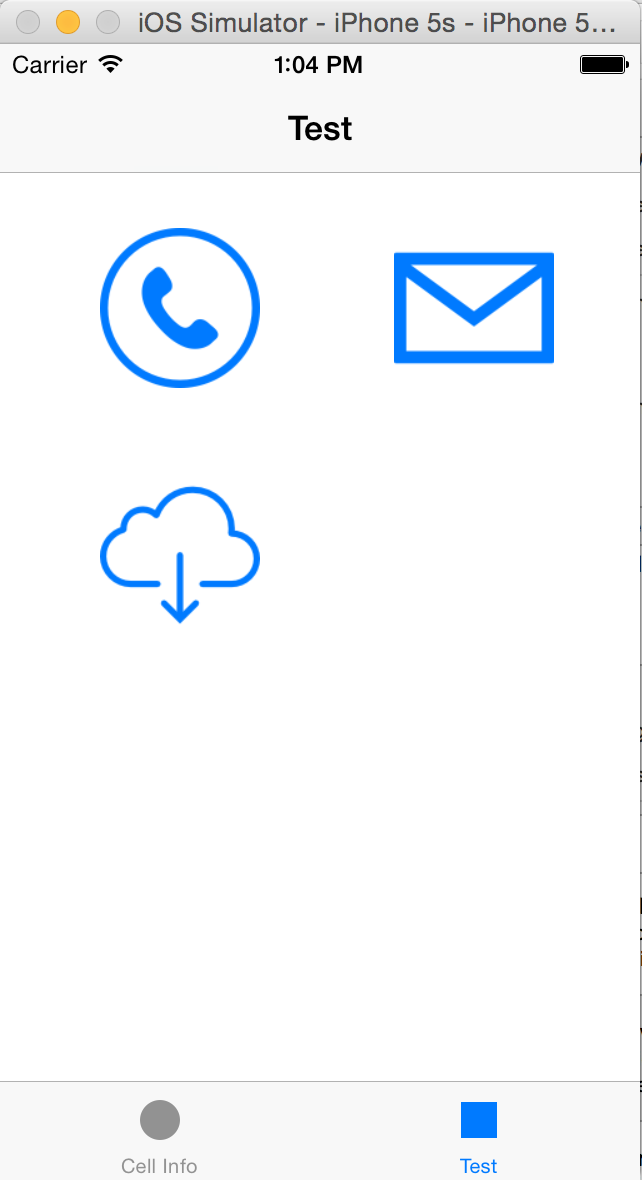 iOS Simulator - iPhone 5s - iPhone 5...
Carrier 1:04 PM
Test
Cell Info Test